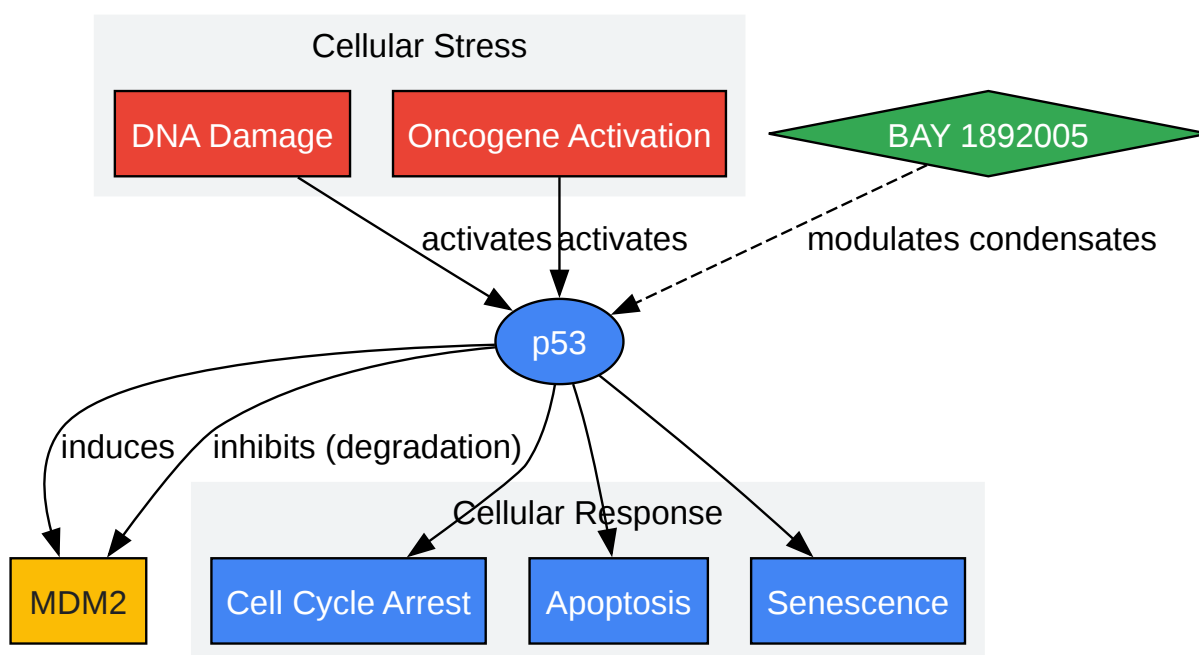 Cellular Stress
DNA Damage
Oncogene Activation
BAY 1892005
activates
activates
modulates condensates
p53
induces
inhibits (degradation)
Cellular Response
MDM2
Cell Cycle Arrest
Apoptosis
Senescence